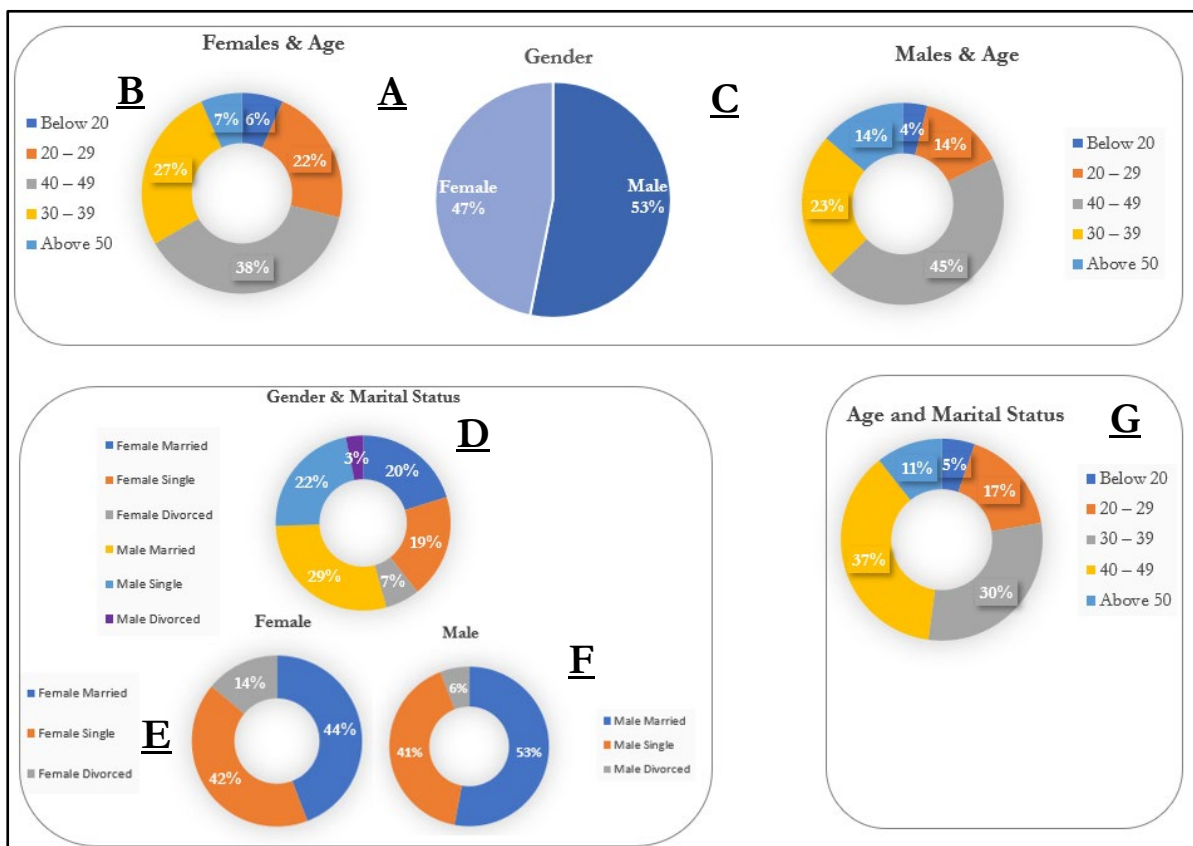 Females & Age
B
Below 20
20 – 29
40 – 49
30 – 39
Above 50
7%
6%
22%
27%
38%
Gender
A
Female
47%
Male
53%
Males & Age
C
14%
4%
14%
23%
45%
Below 20
20 – 29
40 – 49
30 – 39
Above 50
Gender & Marital Status
D
Female Married
Female Single
Female Divorced
Male Married
Male Single
Male Divorced
3%
20%
22%
19%
29%
7%
Female
Female Married
Female Single
Female Divorced
E
14%
44%
42%
Male
F
6%
41%
53%
Male Married
Male Single
Male Divorced
Age and Marital Status
G
11%
5%
17%
37%
30%
Below 20
20 – 29
30 – 39
40 – 49
Above 50